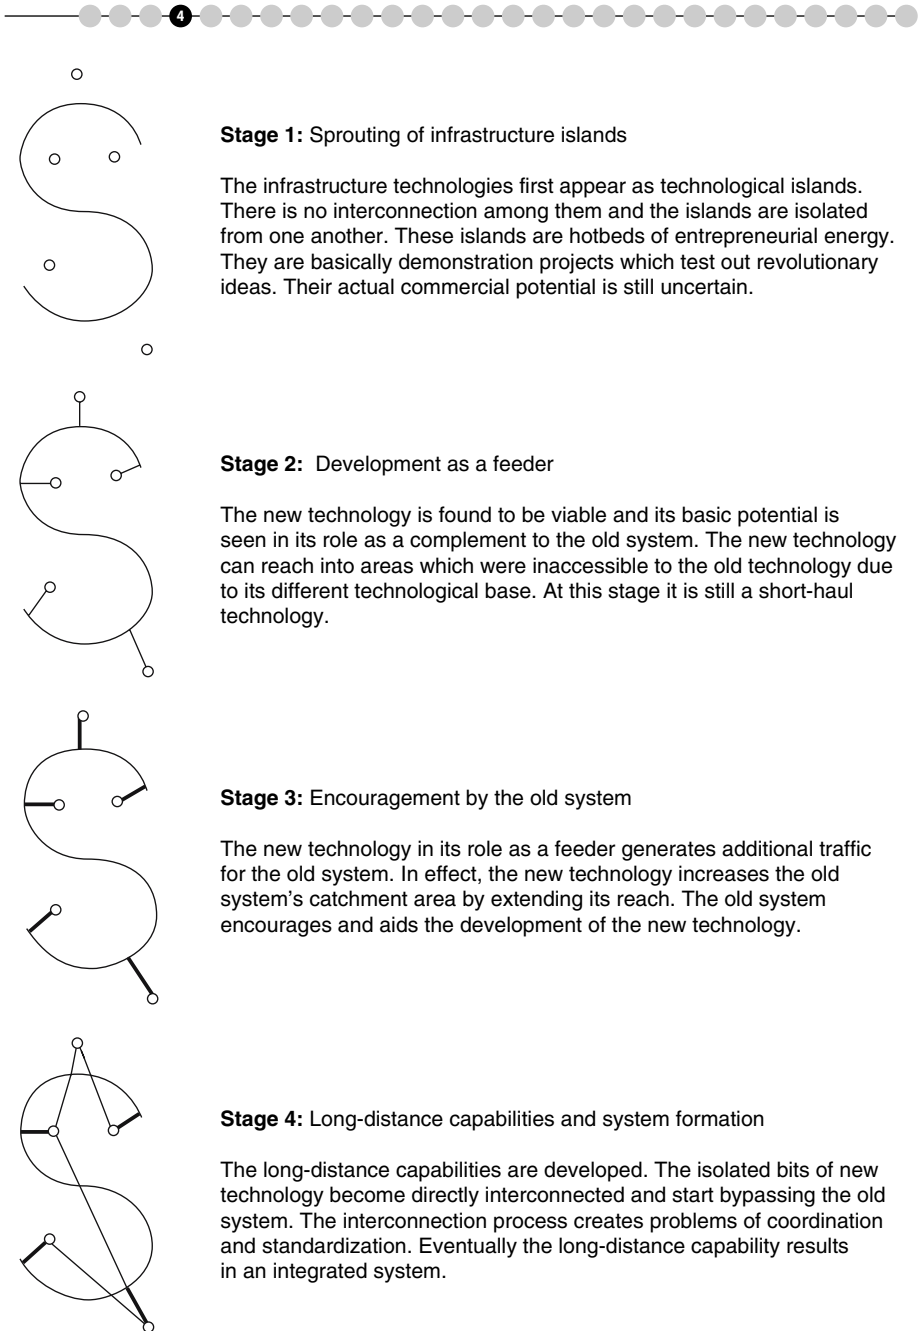 4
Stage 1: Sprouting of infrastructure islands
The infrastructure technologies first appear as technological islands.
There is no interconnection among them and the islands are isolated
from one another. These islands are hotbeds of entrepreneurial energy.
They are basically demonstration projects which test out revolutionary
ideas. Their actual commercial potential is still uncertain.
Stage 2: Development as a feeder
The new technology is found to be viable and its basic potential is
seen in its role as a complement to the old system. The new technology
can reach into areas which were inaccessible to the old technology due
to its different technological base. At this stage it is still a short-haul
technology.
Stage 3: Encouragement by the old system
The new technology in its role as a feeder generates additional traffic
for the old system. In effect, the new technology increases the old
system's catchment area by extending its reach. The old system
encourages and aids the development of the new technology.
Stage 4: Long-distance capabilities and system formation
The long-distance capabilities are developed. The isolated bits of new
technology become directly interconnected and start bypassing the old
system. The interconnection process creates problems of coordination
and standardization. Eventually the long-distance capability results
in an integrated system.